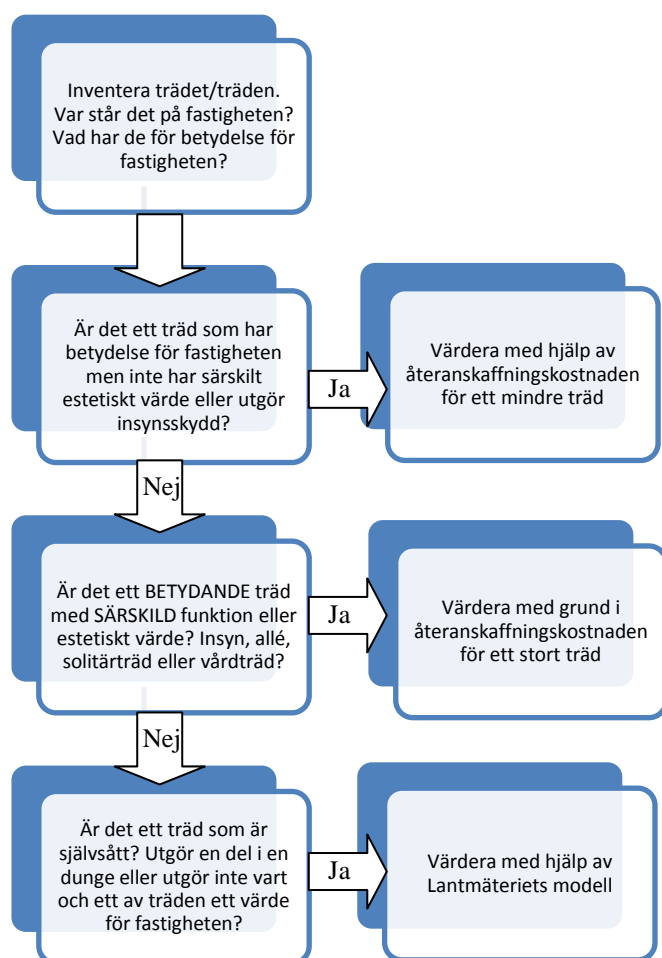 Inventera trädet/träden.
Var står det på fastigheten?
Vad har de för betydelse för
fastigheten?
Är det ett träd som har
betydelse för fastigheten
men inte har särskilt
estetiskt värde eller utgör
insynsskydd?
Ja
Värdera med hjälp av
återanskaffningskostnaden
för ett mindre träd
Nej
Är det ett BETYDANDE träd
med SÄRSKILD funktion eller
estetiskt värde? Insyn, allé,
solitärträd eller vårdträd?
Ja
Värdera med grund i
återanskaffningskostnaden
för ett stort träd
Nej
Är det ett träd som är
självsått? Utgör en del i en
dunge eller utgör inte vart
och ett av träden ett värde
för fastigheten?
Ja
Värdera med hjälp av
Lantmäteriets modell